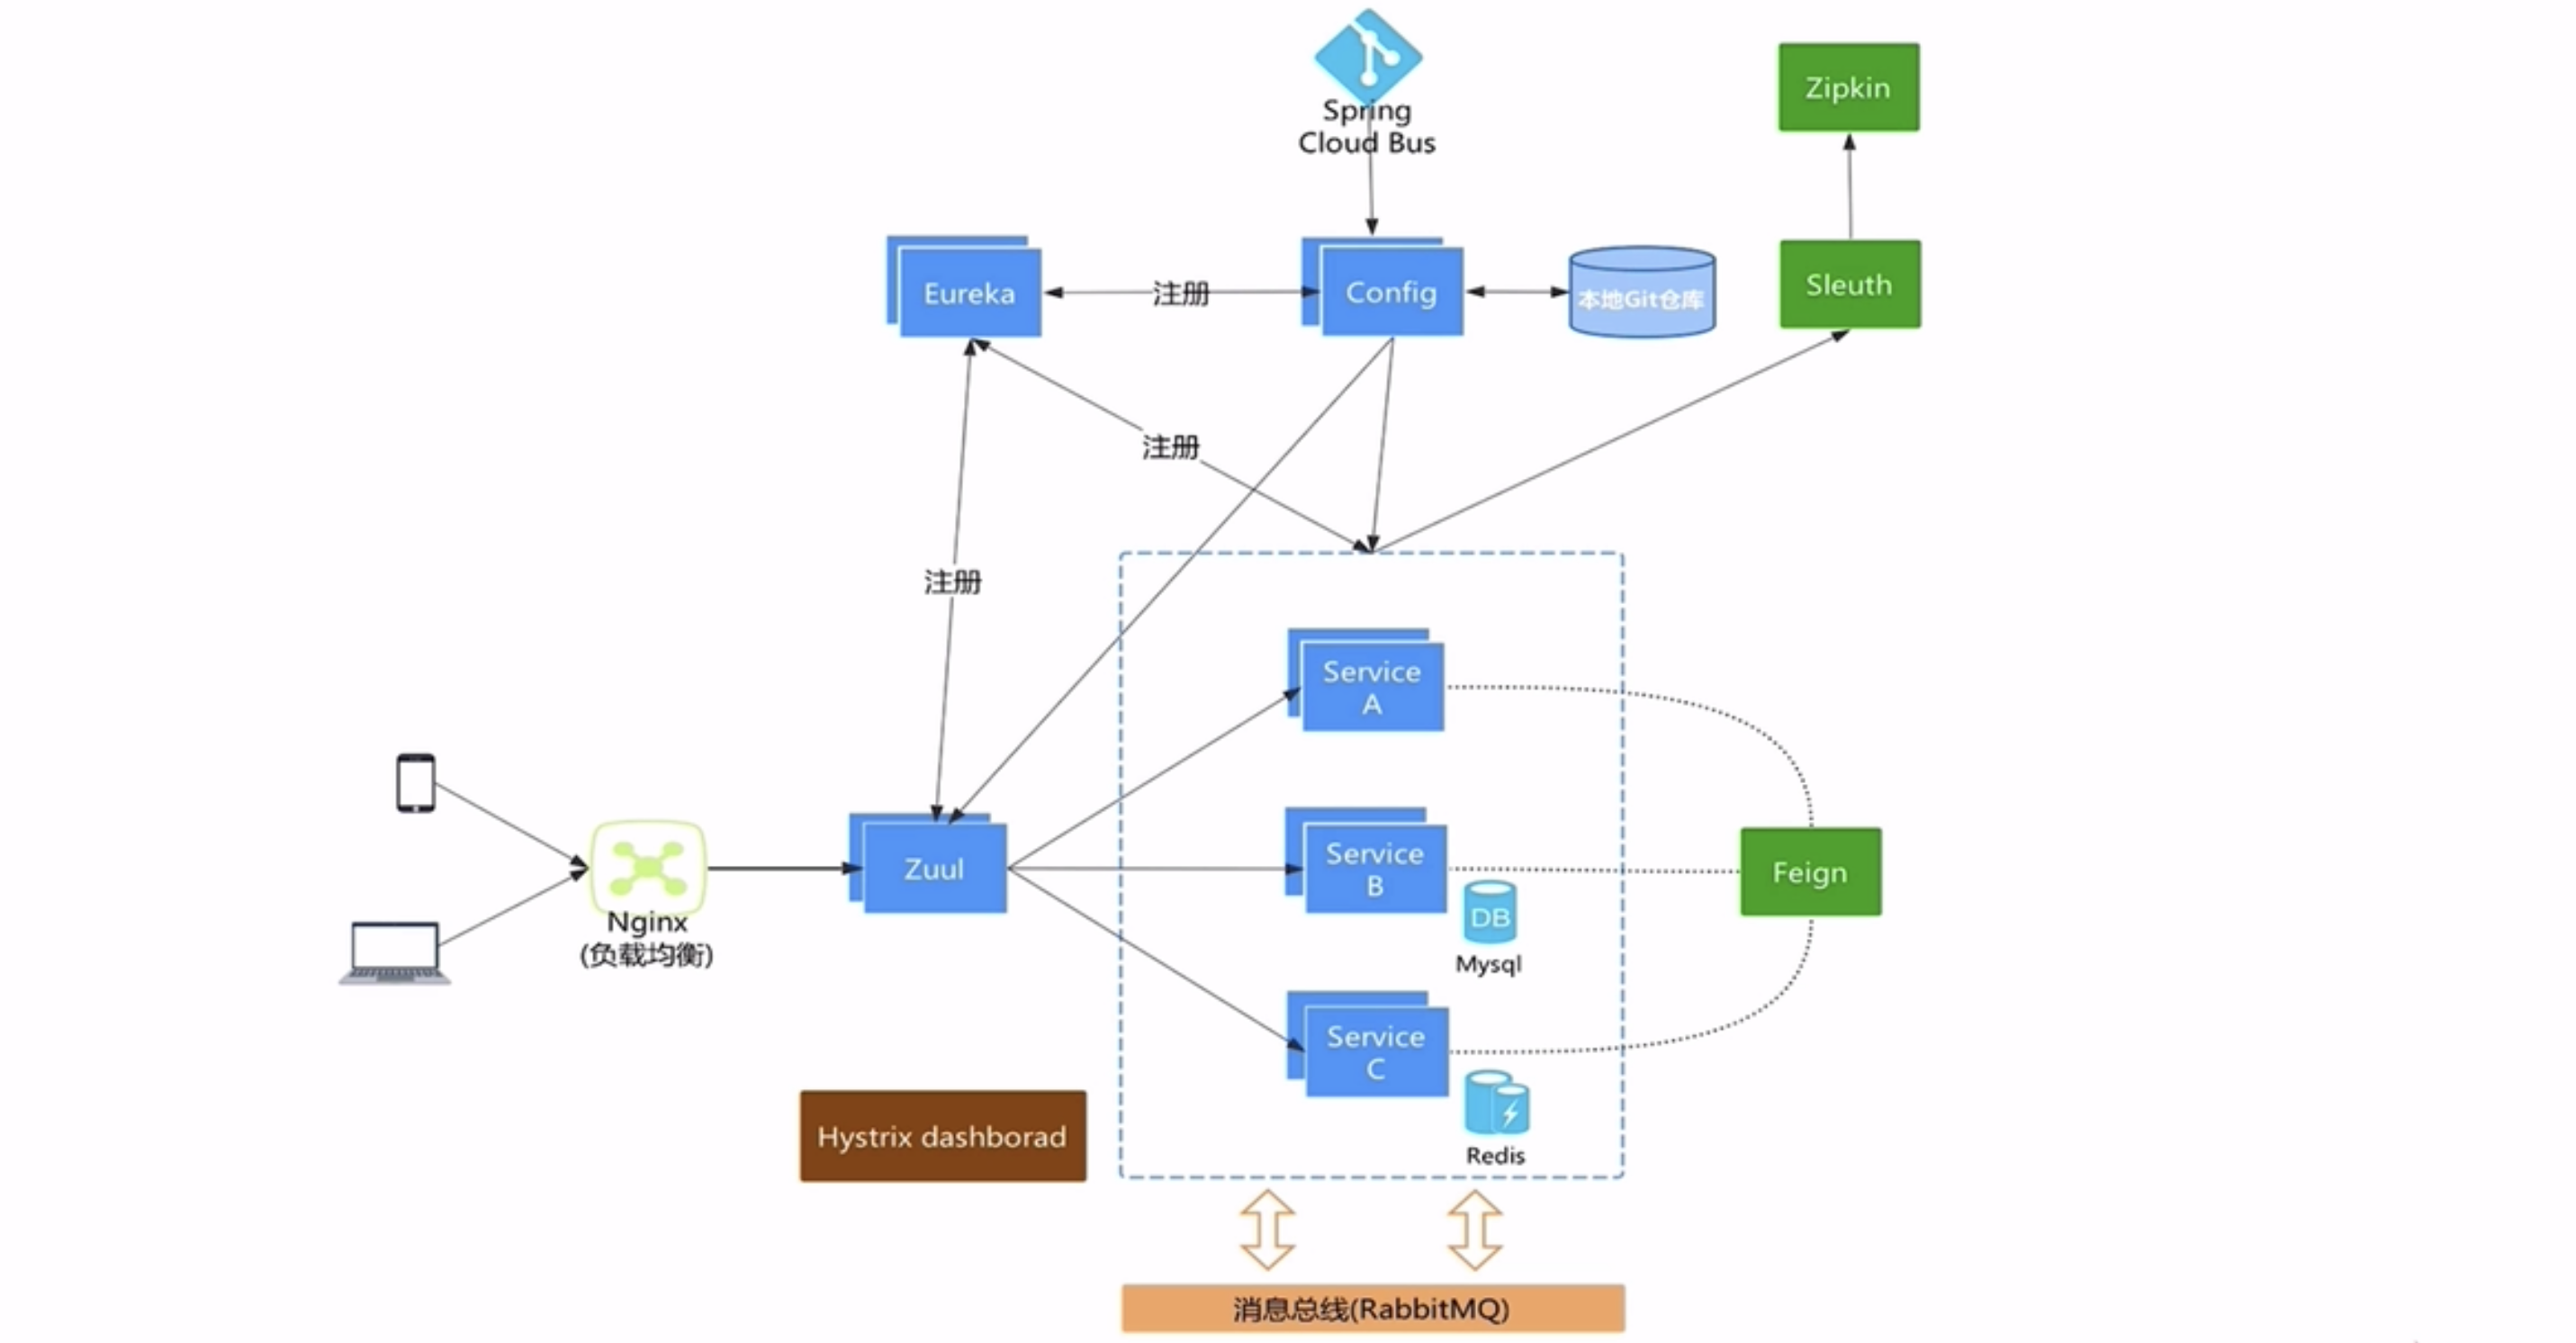 Spring
Cloud Bus
Zipkin
Eureka
注册
Config
本地Git仓库
Sleuth
注册
注册
Service
A
Service
B
DB
Mysql
Zuul
Nginx
(负载均衡)
Feign
Service
C
Redis
Hystrix dashborad
消息总线(RabbitMQ)